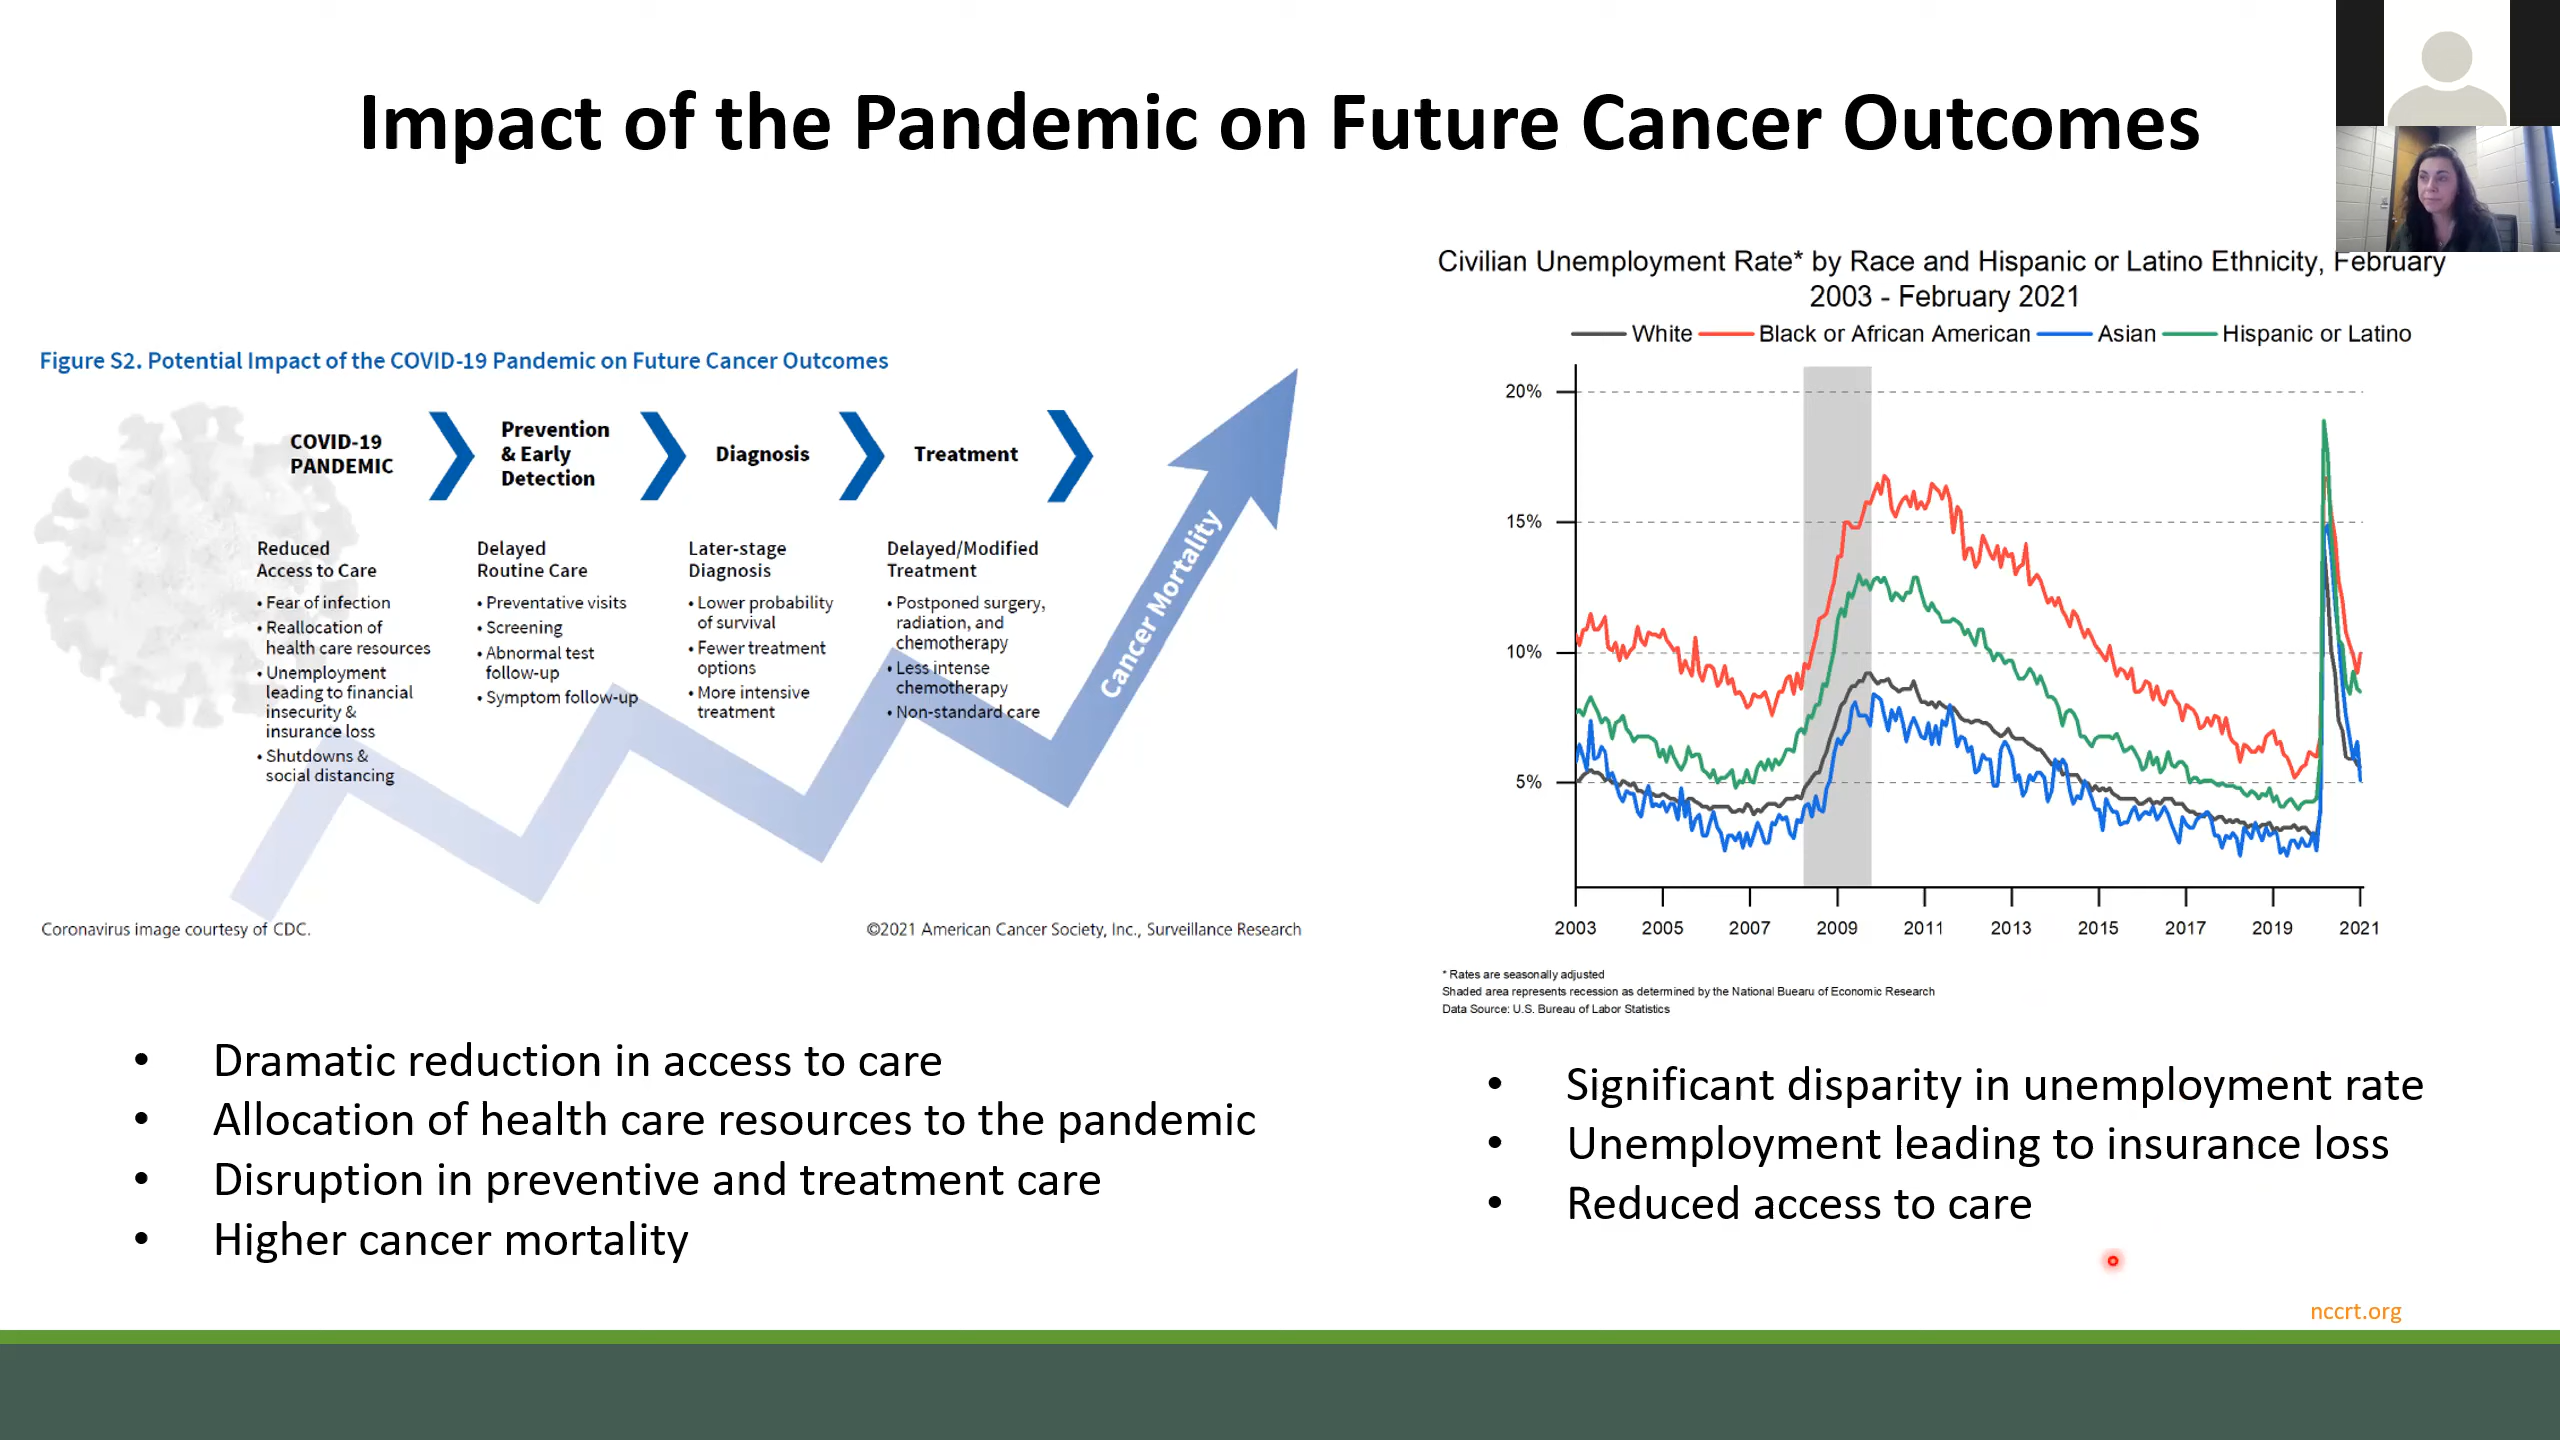 Impact of the Pandemic on Future Cancer Outcomes
Figure S2. Potential Impact of the COVID-19 Pandemic on Future Cancer Outcomes
COVID-19
PANDEMIC
Prevention
& Early
Detection
Diagnosis
Treatment
Reduced
Access to Care
• Fear of infection
• Reallocation of
health care resources
• Unemployment
leading to financial
insecurity &
insurance loss
• Shutdowns &
social distancing
Delayed
Routine Care
• Preventative visits
• Screening
• Abnormal test
follow-up
• Symptom follow-up
Later-stage
Diagnosis
• Lower probability
of survival
• Fewer treatment
options
• More intensive
treatment
Delayed/Modified
Treatment
• Postponed surgery,
radiation, and
chemotherapy
• Less intense
chemotherapy
• Non-standard care
Cancer Mortality
Coronavirus image courtesy of CDC.
©2021 American Cancer Society, Inc., Surveillance Research
• Dramatic reduction in access to care
• Allocation of health care resources to the pandemic
• Disruption in preventive and treatment care
• Higher cancer mortality
Civilian Unemployment Rate* by Race and Hispanic or Latino Ethnicity, February
2003 - February 2021
White Black or African American Asian Hispanic or Latino
20%
15%
10%
5%
2003 2005 2007 2009 2011 2013 2015 2017 2019 2021
* Rates are seasonally adjusted
Shaded area represents recession as determined by the National Buearu of Economic Research
Data Source: U.S. Bureau of Labor Statistics
• Significant disparity in unemployment rate
• Unemployment leading to insurance loss
• Reduced access to care
nccrt.org